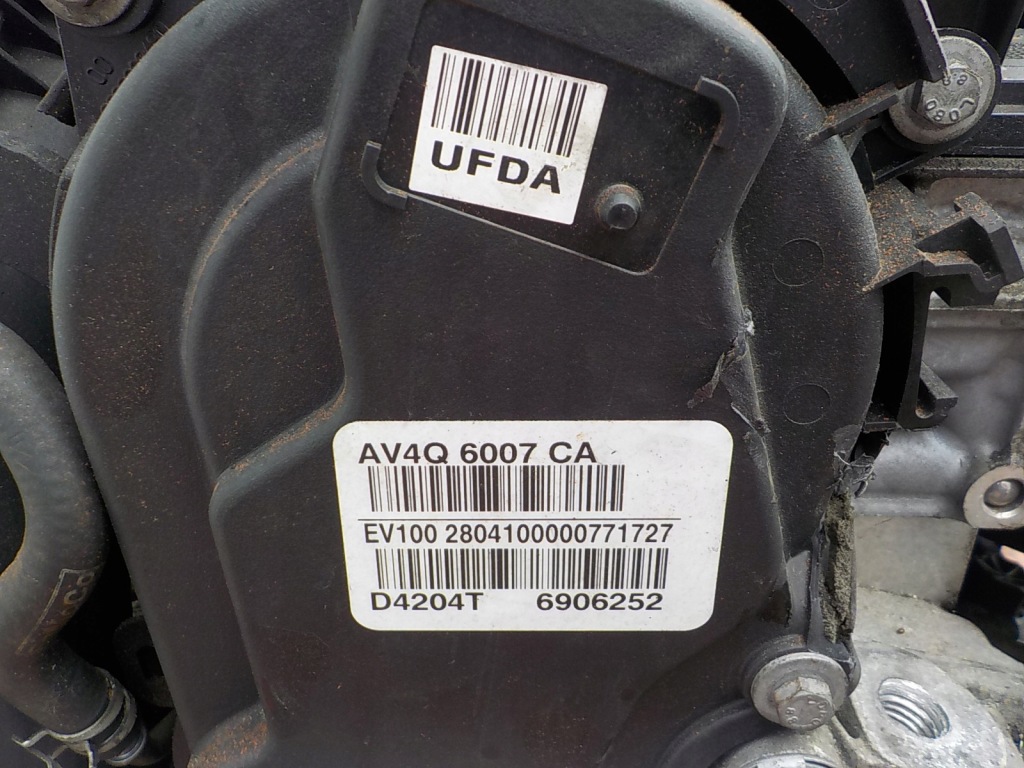 UFDA
AV4Q 6007 CA
EV100 2804100000771727
D4204T 6906252